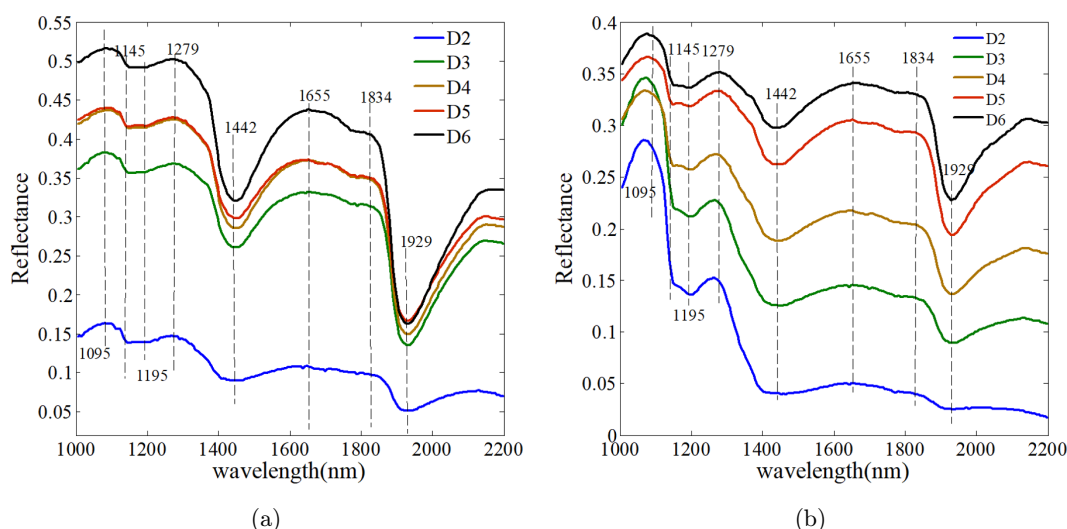 0.55
0.5
0.45
0.4
0.35
0.3
0.25
0.2
0.15
0.1
0.05
Reflectance
1000 1200 1400 1600 1800 2000 2200
wavelength(nm)
1145 1279
1442
1655 1834
1929
1095
1195
D2
D3
D4
D5
D6
(a)
0.4
0.35
0.3
0.25
0.2
0.15
0.1
0.05
0
Reflectance
1000 1200 1400 1600 1800 2000 2200
wavelength(nm)
1145 1279
1442
1655 1834
1929
1095
1195
D2
D3
D4
D5
D6
(b)